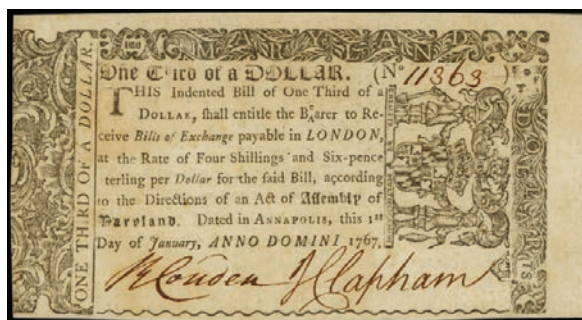 MARYLAND
One Third of a DOLLAR. (No 11363)
THIS Indented Bill of One Third of a
DOLLAR, shall entitle the Bearer to Re-
ceive Bills of Exchange payable in LONDON,
at the Rate of Four Shillings and Six-pence
terling per Dollar for the said Bill, according
to the Directions of an Act of Assembly of
Maryland. Dated in ANNAPOLIS, this 1st
Day of January, ANNO DOMINI 1767.
R Couden J Clapham
ONE THIRD OF A DOLLAR.